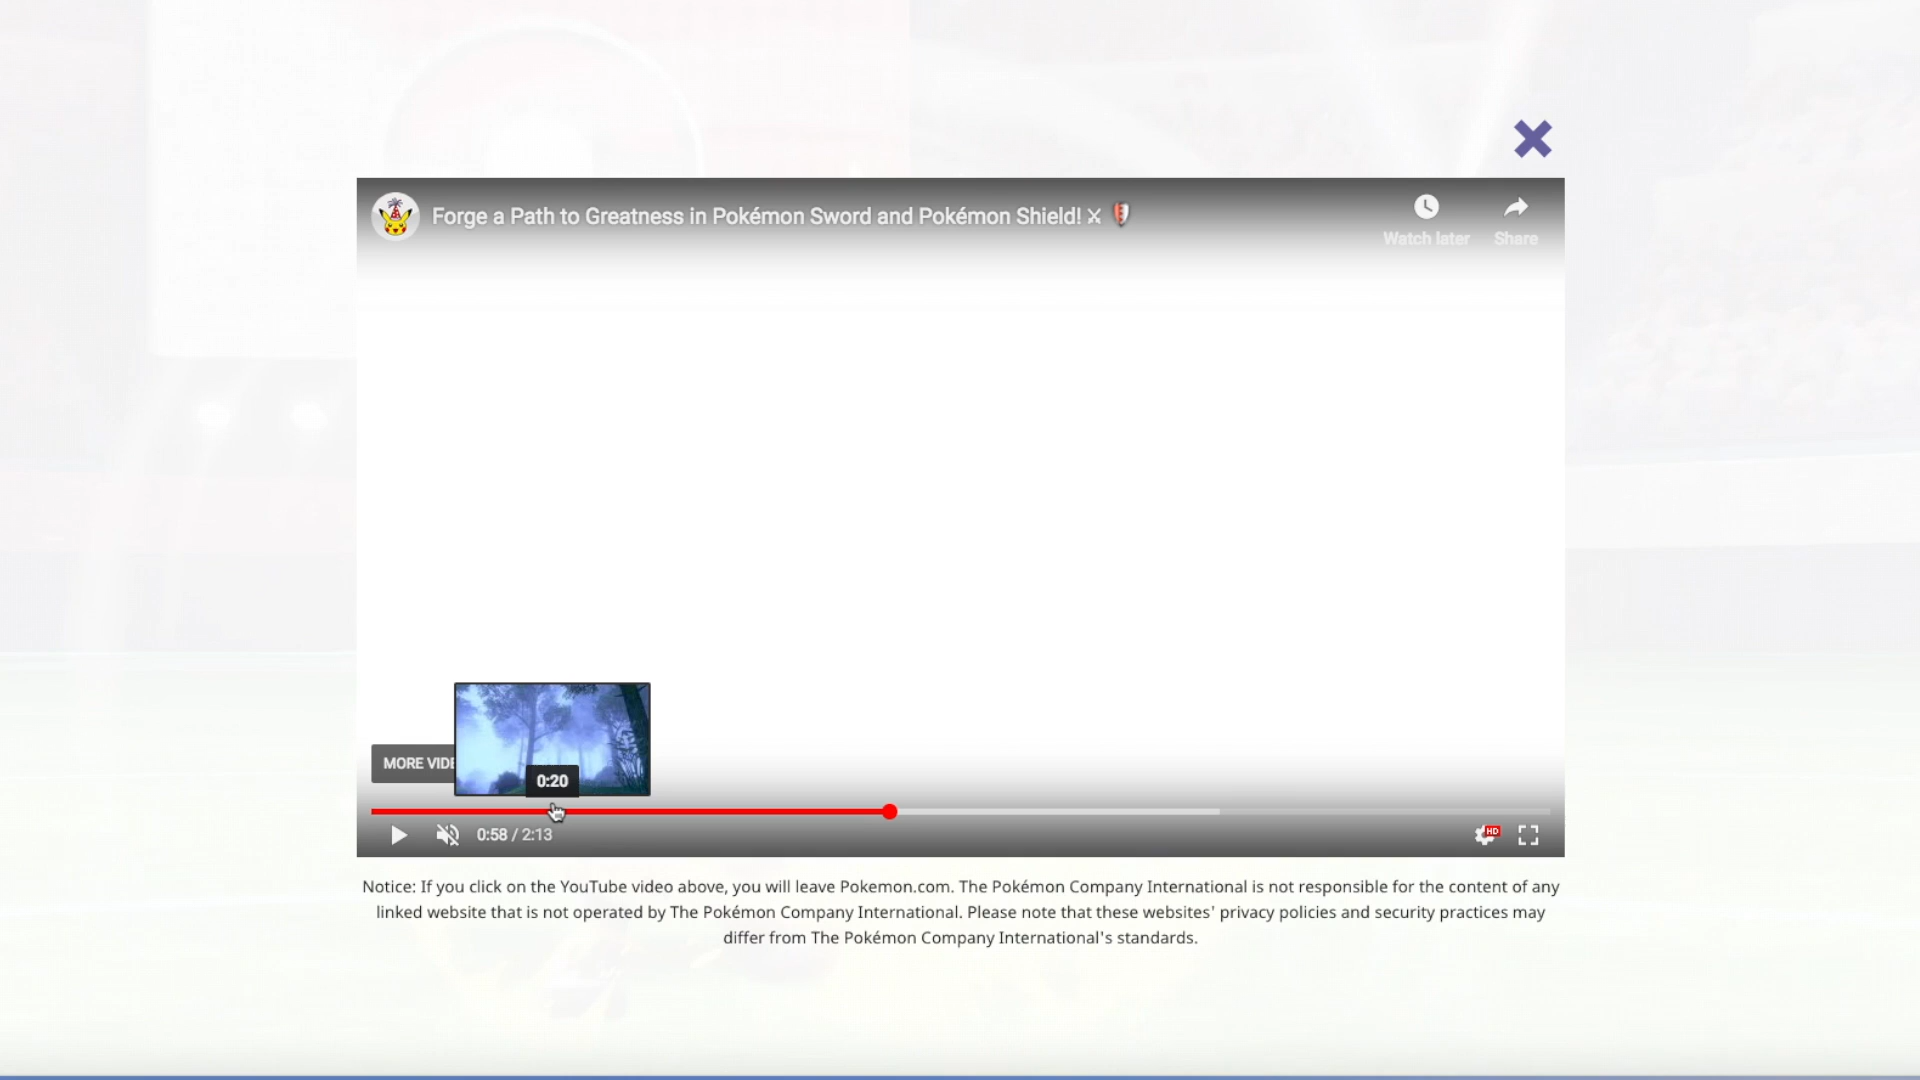 Forge a Path to Greatness in Pokémon Sword and Pokémon Shield! ⚔ 🛡
Watch later
Share
MORE VIDE
0:20
0:58 / 2:13
HD
Notice: If you click on the YouTube video above, you will leave Pokemon.com. The Pokémon Company International is not responsible for the content of any
linked website that is not operated by The Pokémon Company International. Please note that these websites' privacy policies and security practices may
differ from The Pokémon Company International's standards.